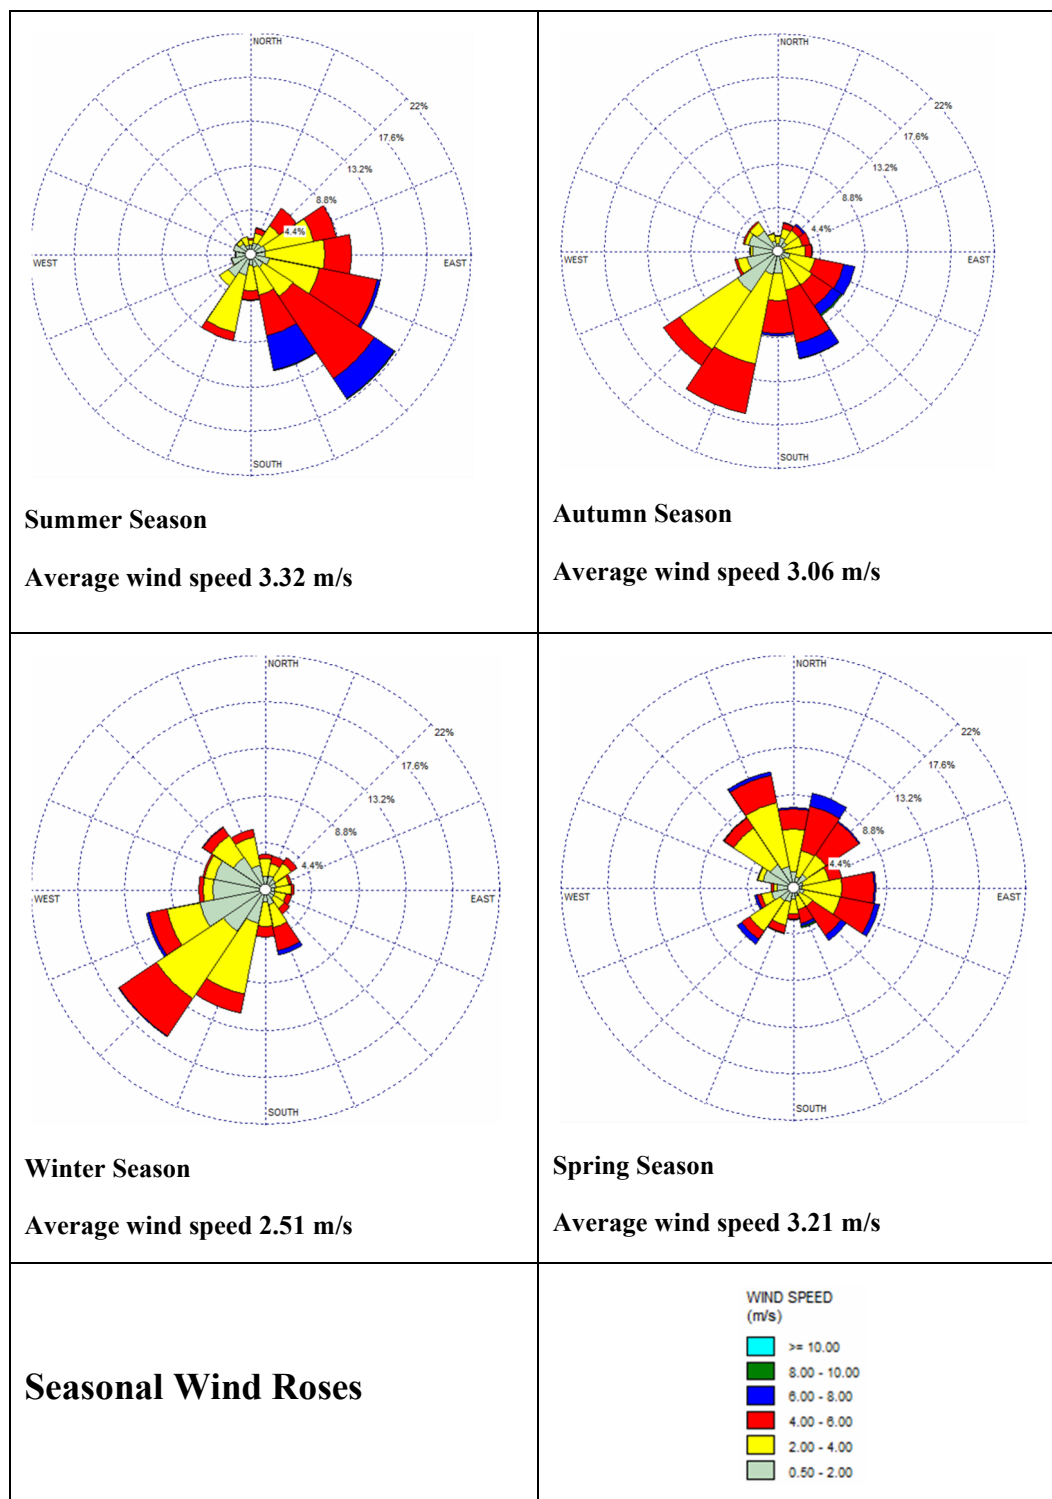 NORTH
22%
17.6%
13.2%
8.8%
4.4%
WEST
EAST
SOUTH
Summer Season
Average wind speed 3.32 m/s
NORTH
22%
17.6%
13.2%
8.8%
4.4%
WEST
EAST
SOUTH
Autumn Season
Average wind speed 3.06 m/s
NORTH
22%
17.6%
13.2%
8.8%
4.4%
WEST
EAST
SOUTH
Winter Season
Average wind speed 2.51 m/s
NORTH
22%
17.6%
13.2%
8.8%
4.4%
WEST
EAST
SOUTH
Spring Season
Average wind speed 3.21 m/s
Seasonal Wind Roses
WIND SPEED
(m/s)
>= 10.00
8.00 - 10.00
6.00 - 8.00
4.00 - 6.00
2.00 - 4.00
0.50 - 2.00